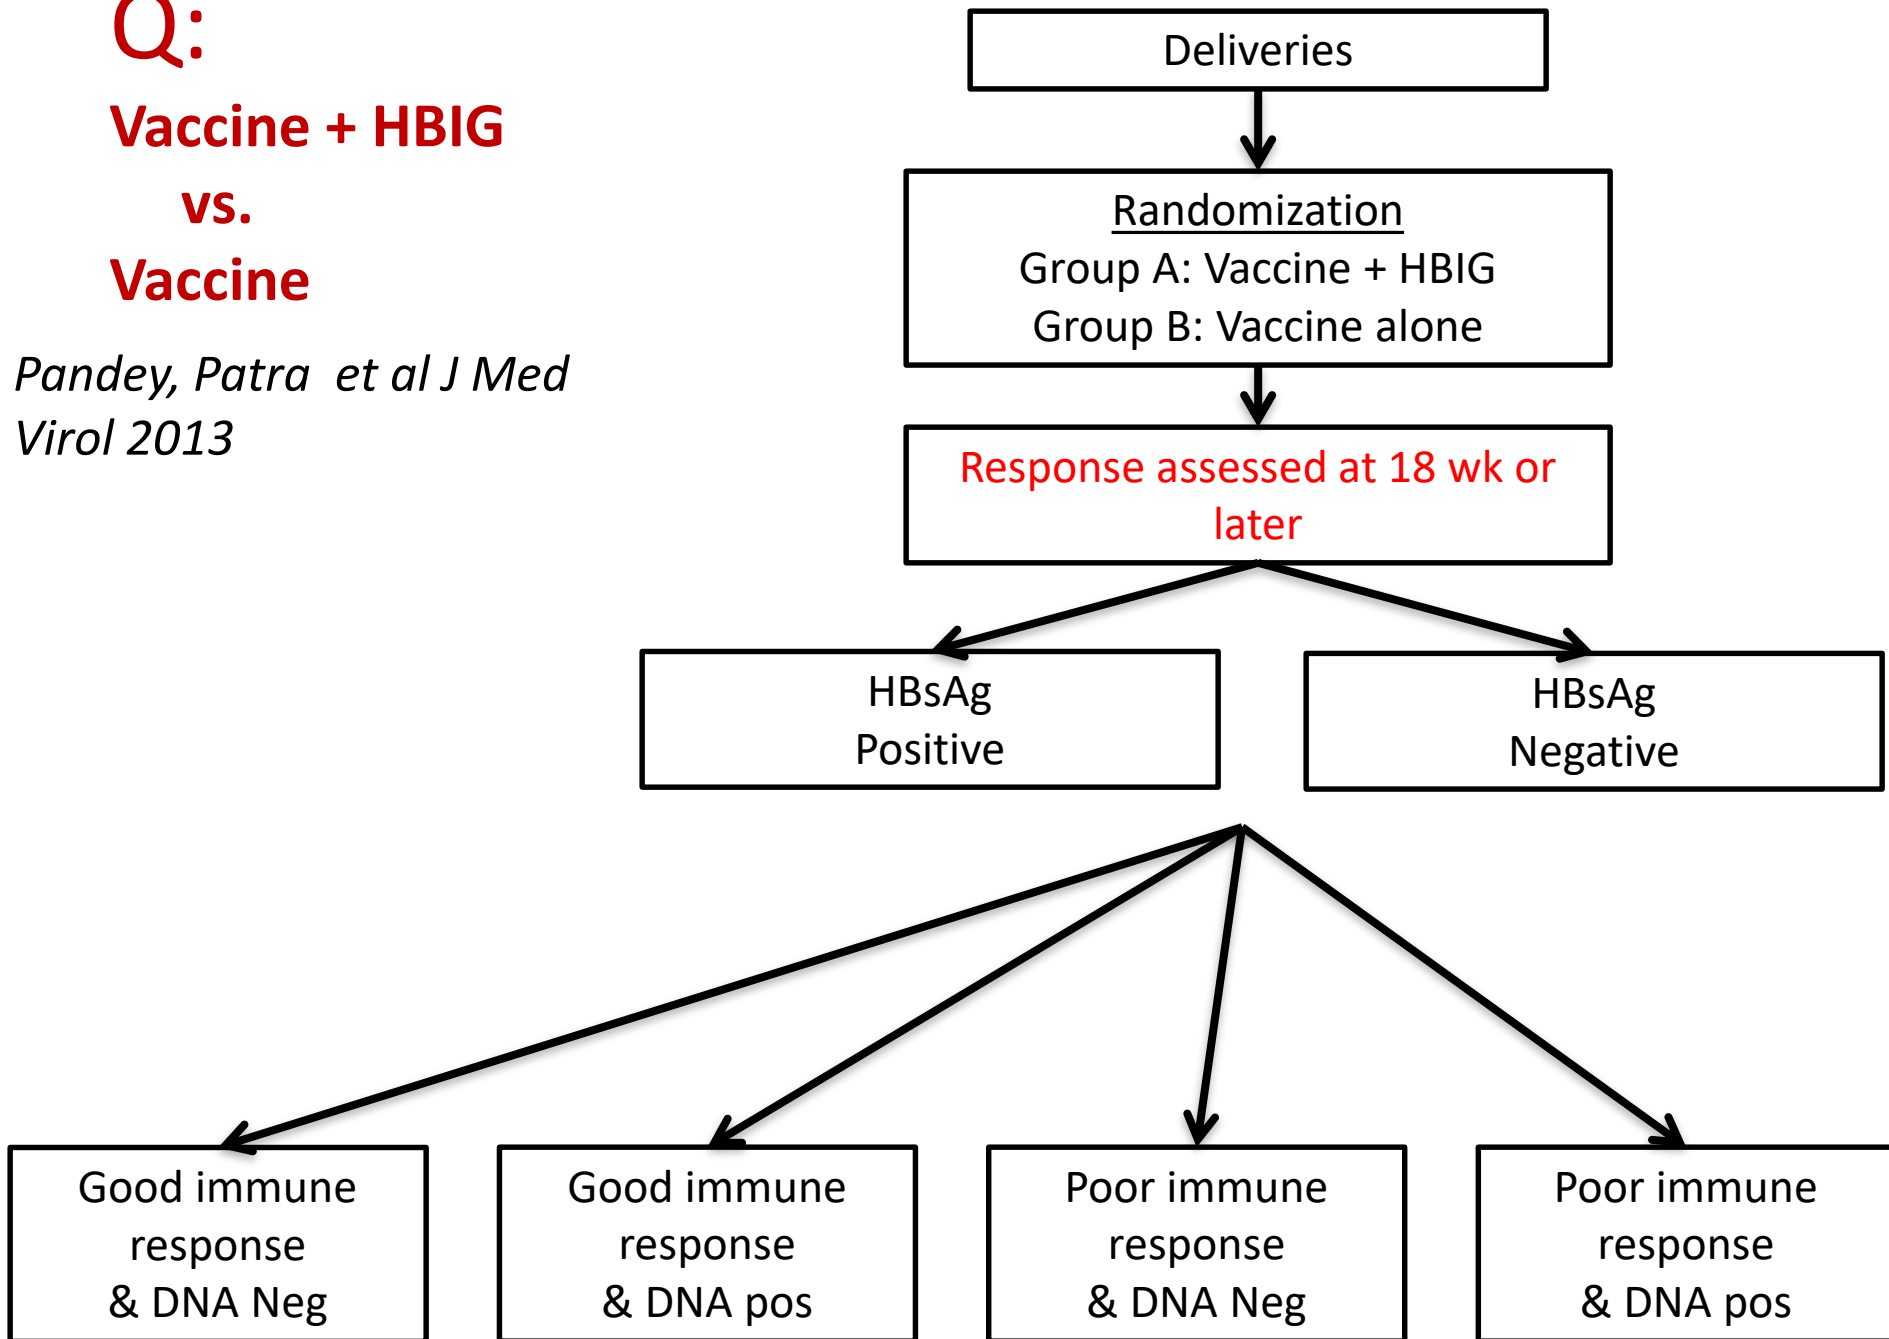 Q:
Vaccine + HBIG
vs.
Vaccine
Pandey, Patra et al J Med
Virol 2013
Deliveries
Randomization
Group A: Vaccine + HBIG
Group B: Vaccine alone
Response assessed at 18 wk or
later
HBsAg
Positive
HBsAg
Negative
Good immune
response
& DNA Neg
Good immune
response
& DNA pos
Poor immune
response
& DNA Neg
Poor immune
response
& DNA pos